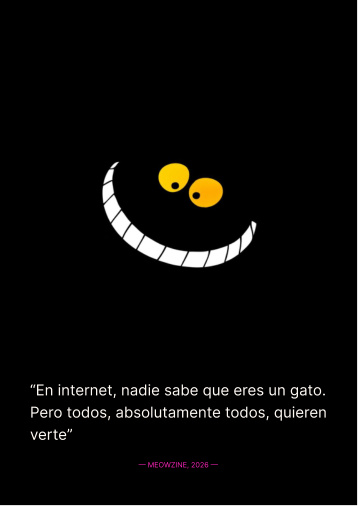 “En internet, nadie sabe que eres un gato.
Pero todos, absolutamente todos, quieren
verte”
— MEOWZINE, 2026 —